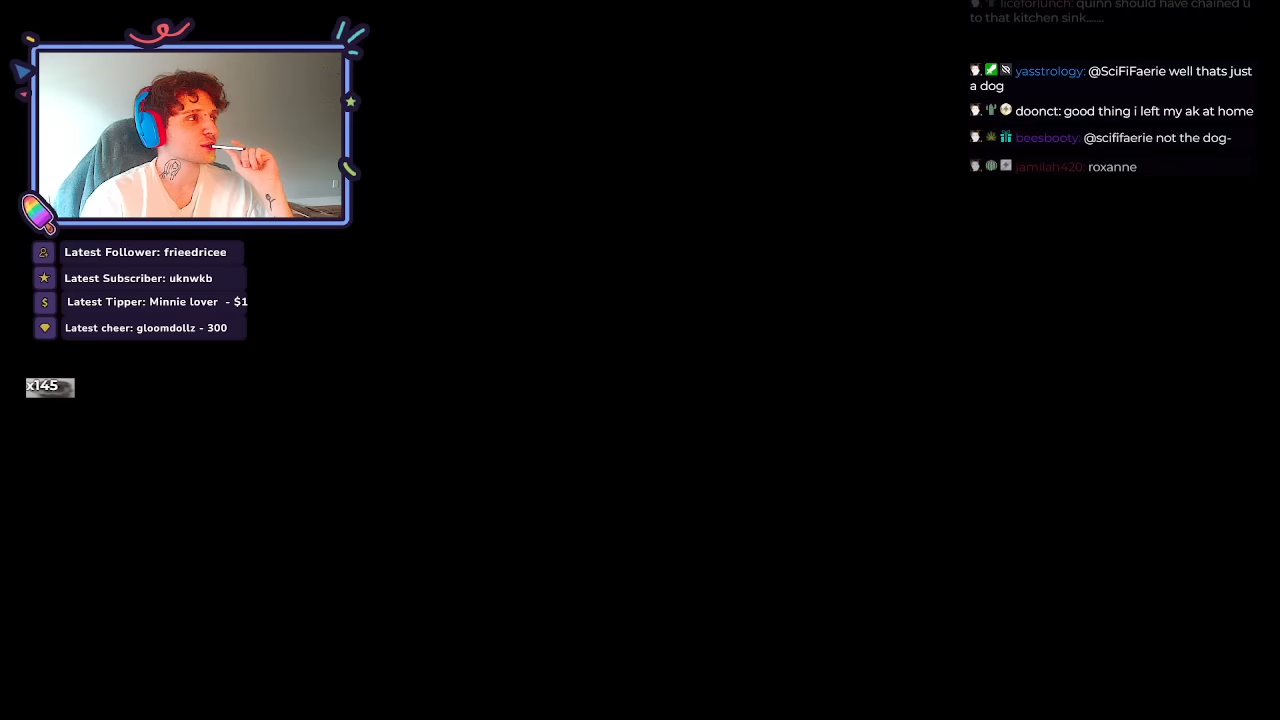 Latest Follower: frieedricee
Latest Subscriber: uknwkb
Latest Tipper: Minnie lover - $1
Latest cheer: gloomdollz - 300
x145
liceforlunch: quinn should have chained u
to that kitchen sink......
yasstrology: @SciFiFaerie well thats just
a dog
doonct: good thing i left my ak at home
beesbooty: @scififaerie not the dog-
jamilah420: roxanne